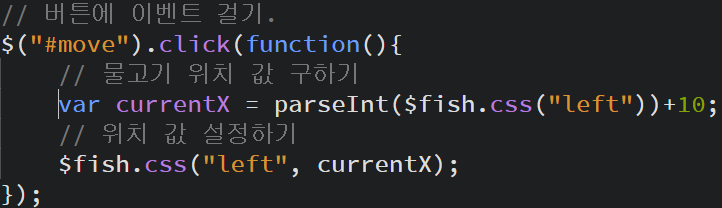 // 버튼에 이벤트 걸기.
$("#move").click(function(){
// 물고기 위치 값 구하기
var currentX = parseInt($fish.css("left"))+10;
// 위치 값 설정하기
$fish.css("left", currentX);
});